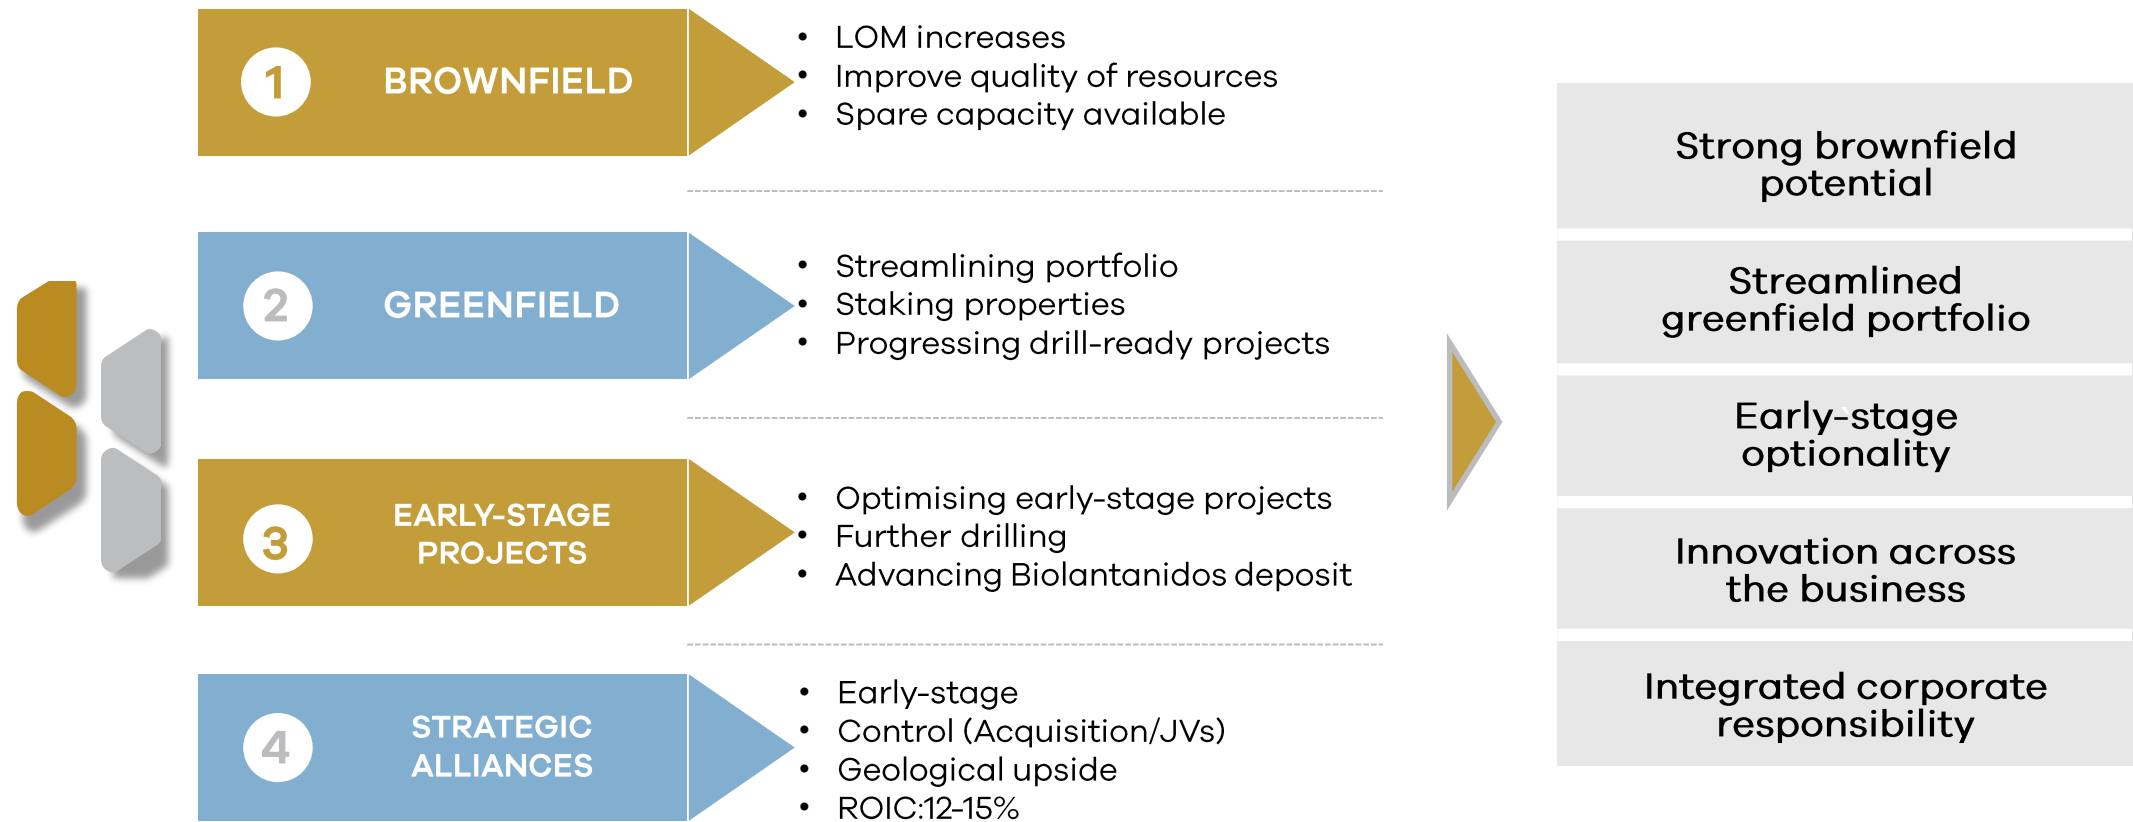 1
BROWNFIELD
• LOM increases
• Improve quality of resources
• Spare capacity available
2
GREENFIELD
• Streamlining portfolio
• Staking properties
• Progressing drill-ready projects
3
EARLY-STAGE
PROJECTS
• Optimising early-stage projects
• Further drilling
• Advancing Biolantanidos deposit
4
STRATEGIC
ALLIANCES
• Early-stage
• Control (Acquisition/JVs)
• Geological upside
• ROIC:12-15%
Strong brownfield
potential
Streamlined
greenfield portfolio
Early-stage
optionality
Innovation across
the business
Integrated corporate
responsibility